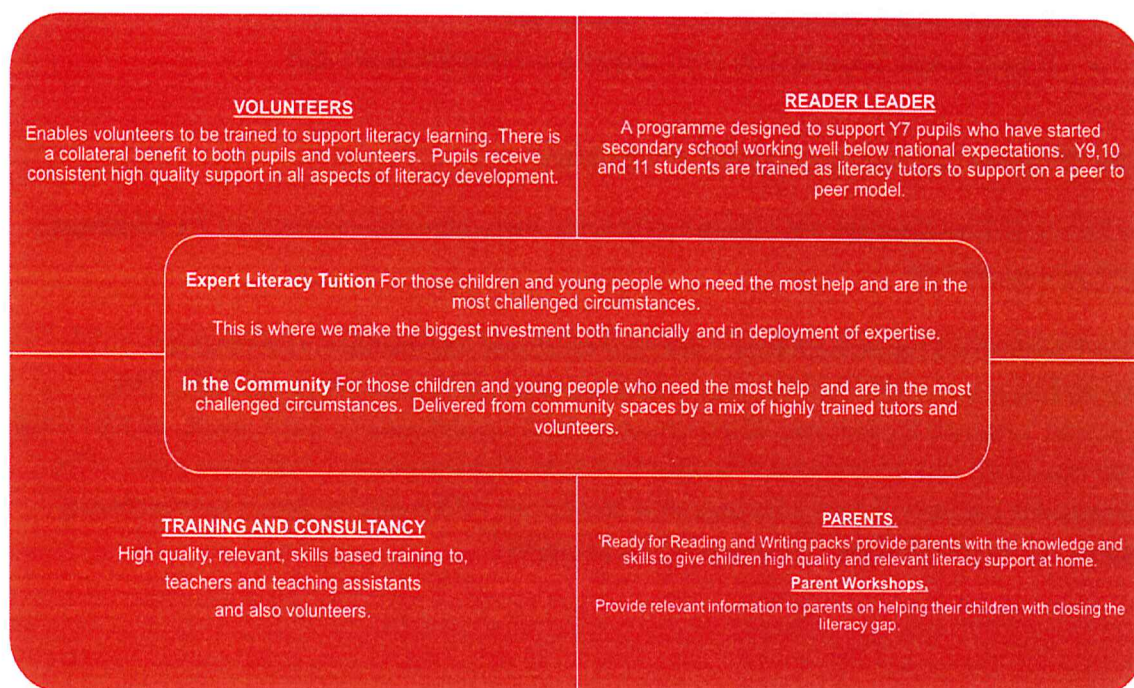 VOLUNTEERS
Enables volunteers to be trained to support literacy learning. There is
a collateral benefit to both pupils and volunteers. Pupils receive
consistent high quality support in all aspects of literacy development.
READER LEADER
A programme designed to support Y7 pupils who have started
secondary school working well below national expectations. Y9,10
and 11 students are trained as literacy tutors to support on a peer to
peer model.
Expert Literacy Tuition For those children and young people who need the most help and are in the
most challenged circumstances.
This is where we make the biggest investment both financially and in deployment of expertise.
In the Community For those children and young people who need the most help and are in the most
challenged circumstances. Delivered from community spaces by a mix of highly trained tutors and
volunteers.
TRAINING AND CONSULTANCY
High quality, relevant, skills based training to,
teachers and teaching assistants
and also volunteers.
PARENTS
'Ready for Reading and Writing packs' provide parents with the knowledge and
skills to give children high quality and relevant literacy support at home.
Parent Workshops,
Provide relevant information to parents on helping their children with closing the
literacy gap.